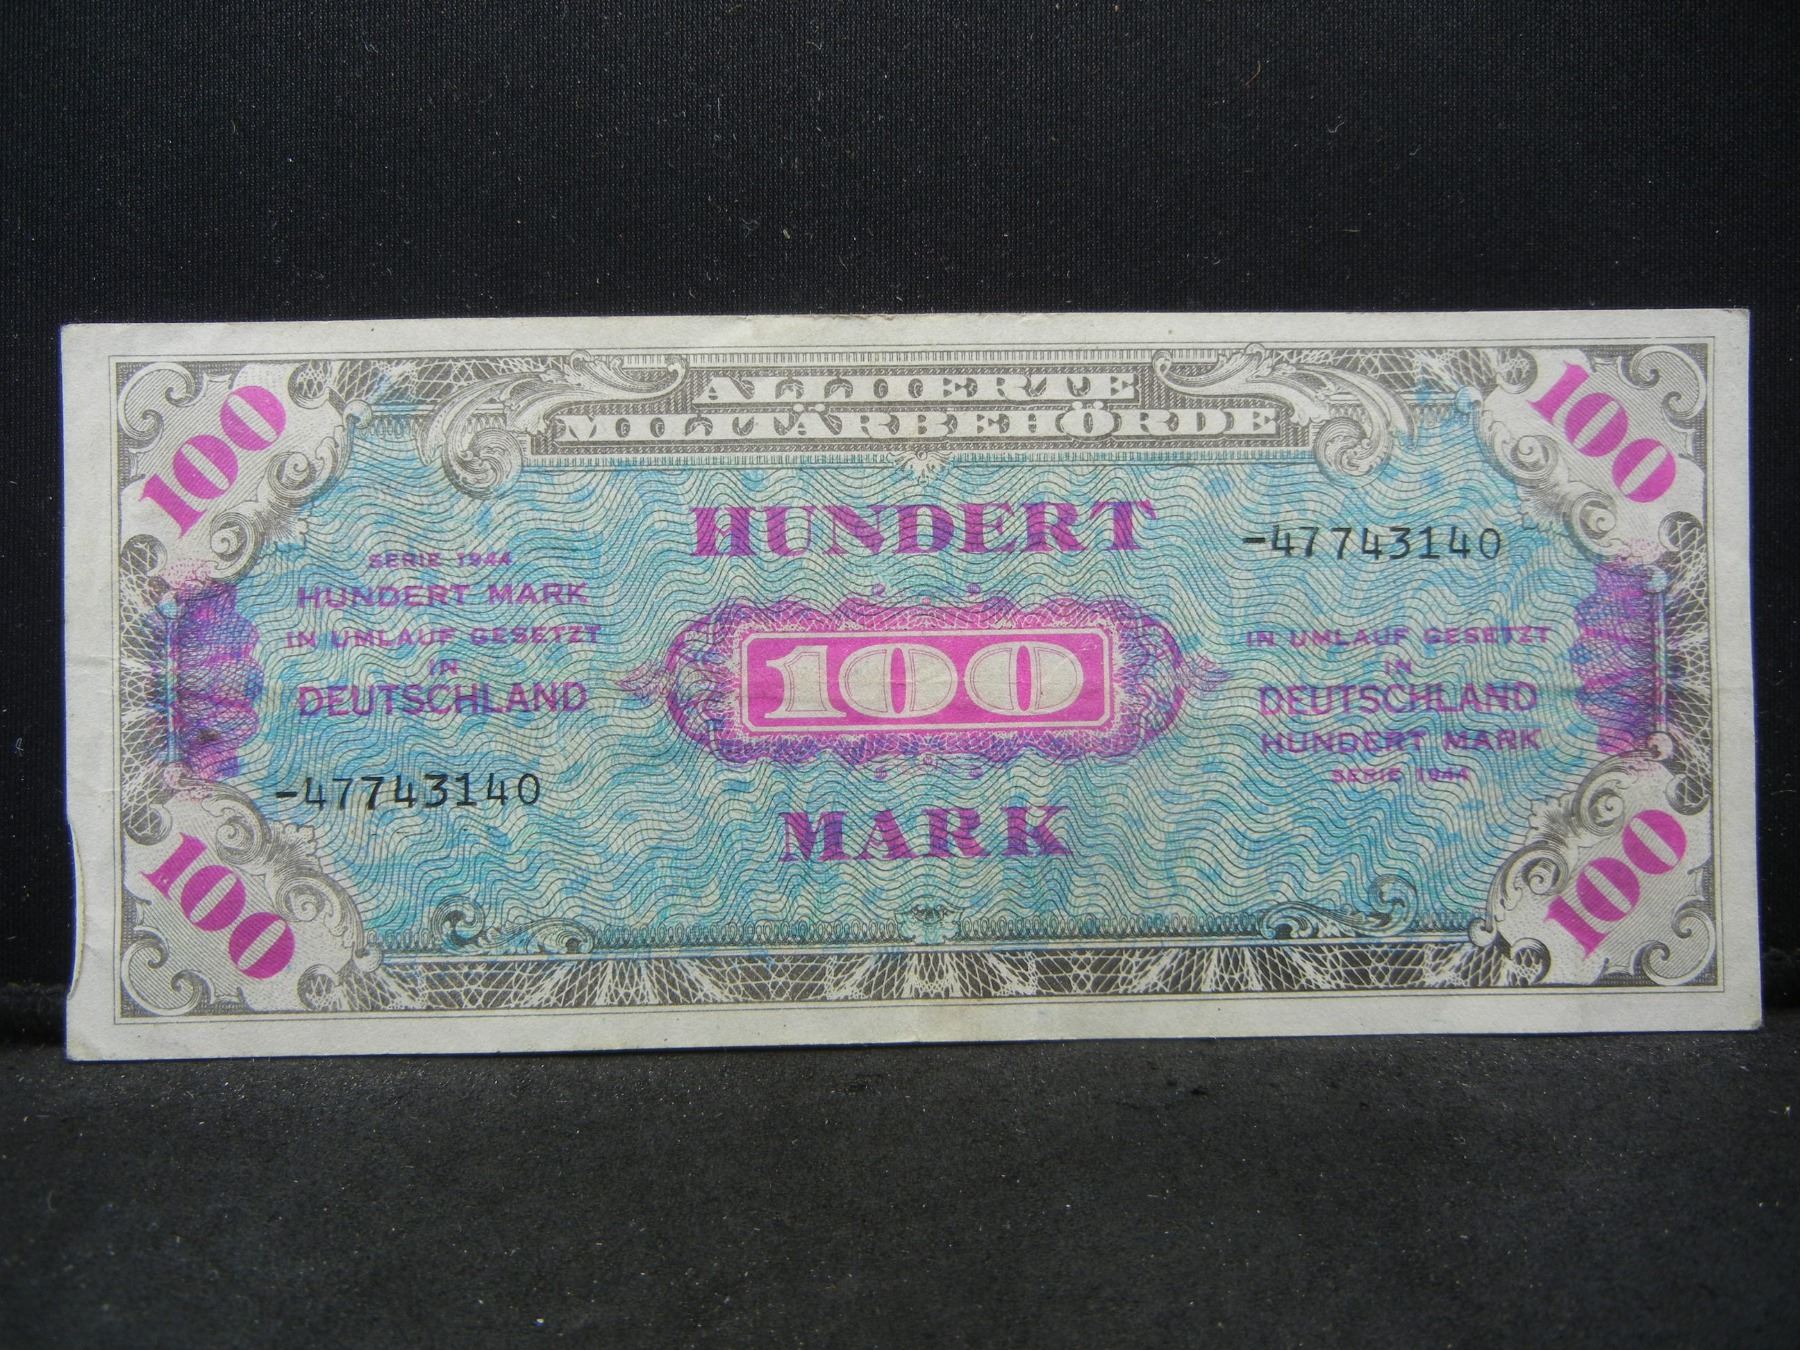 100
100
ALLIIERTE
MILITÄRBEHÖRDE
HUNDERT
-47743140
SERIE 1944
HUNDERT MARK
IN UMLAUF GESETZT
IN
DEUTSCHLAND
100
IN UMLAUF GESETZT
IN
DEUTSCHLAND
HUNDERT MARK
SERIE 1944
-47743140
MARK
100
100